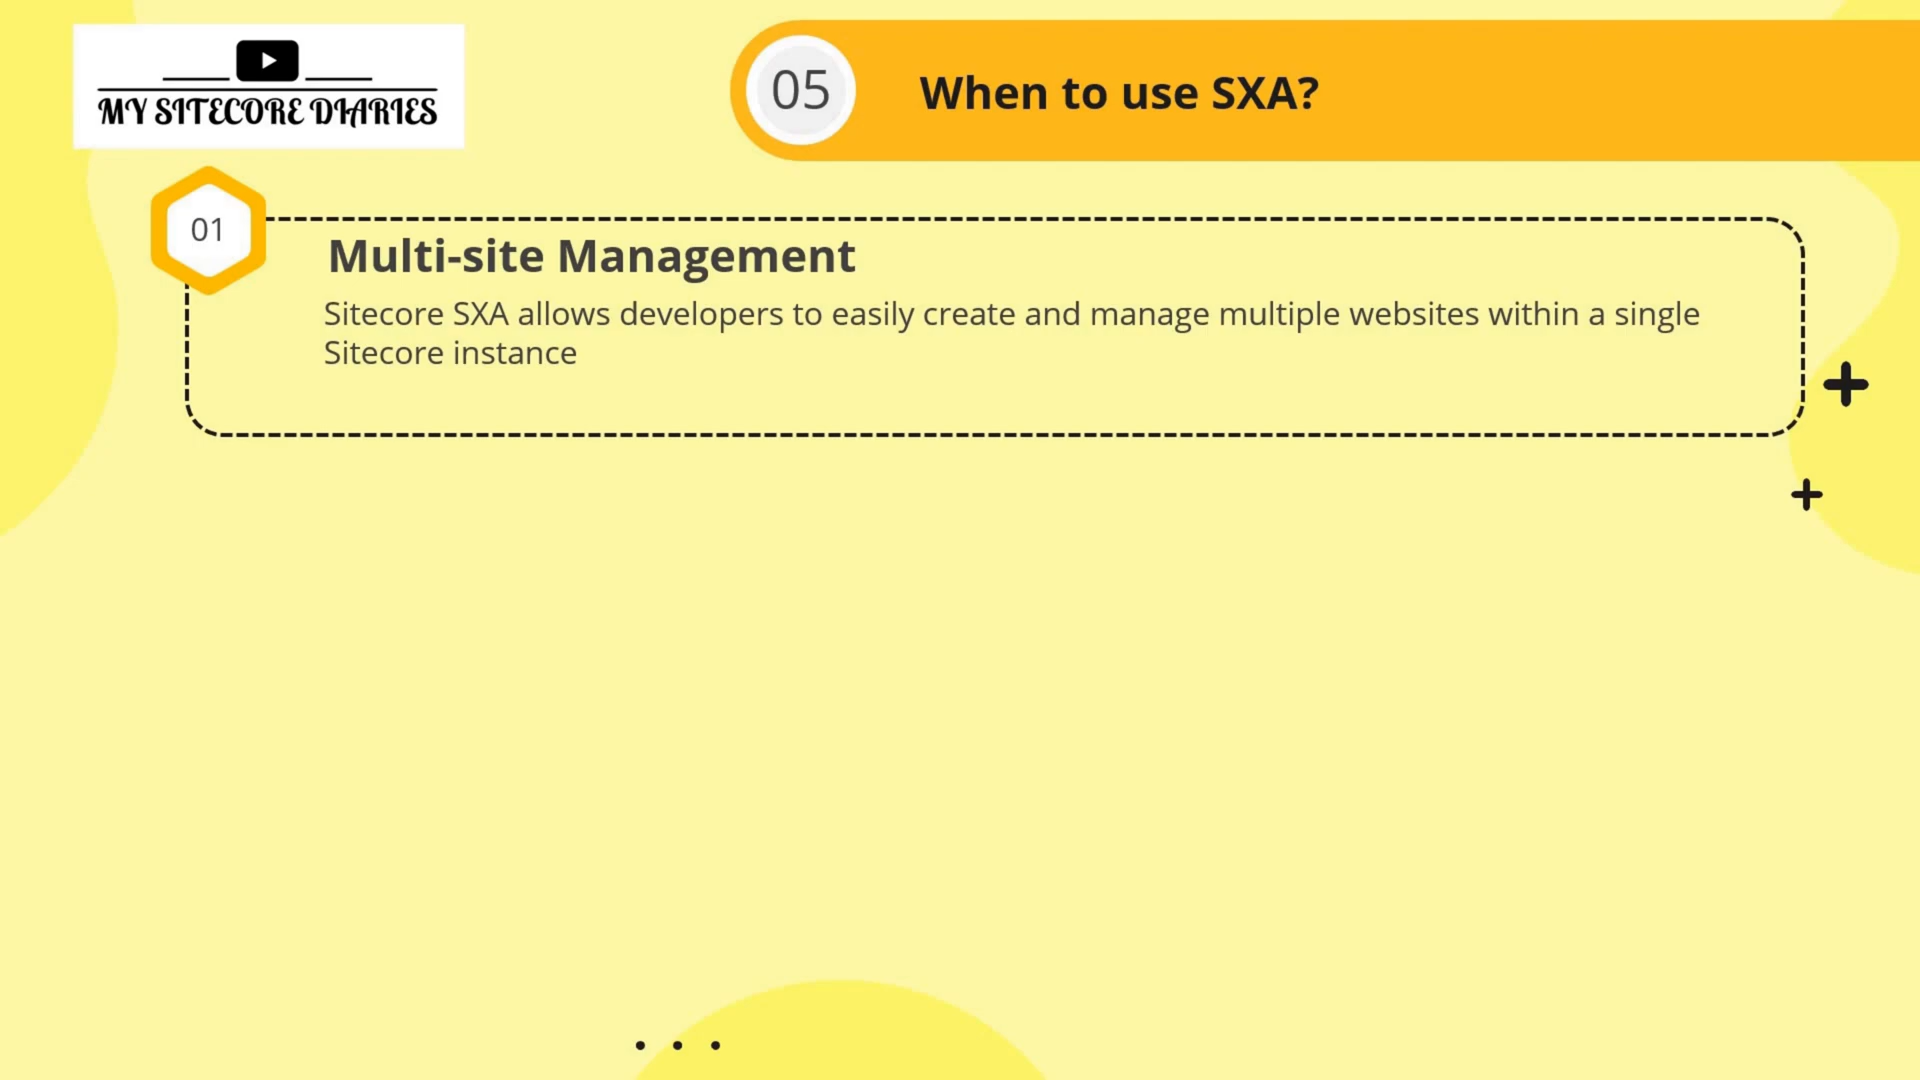 MY SITECORE DIARIES
05
When to use SXA?
01
Multi-site Management
Sitecore SXA allows developers to easily create and manage multiple websites within a single
Sitecore instance